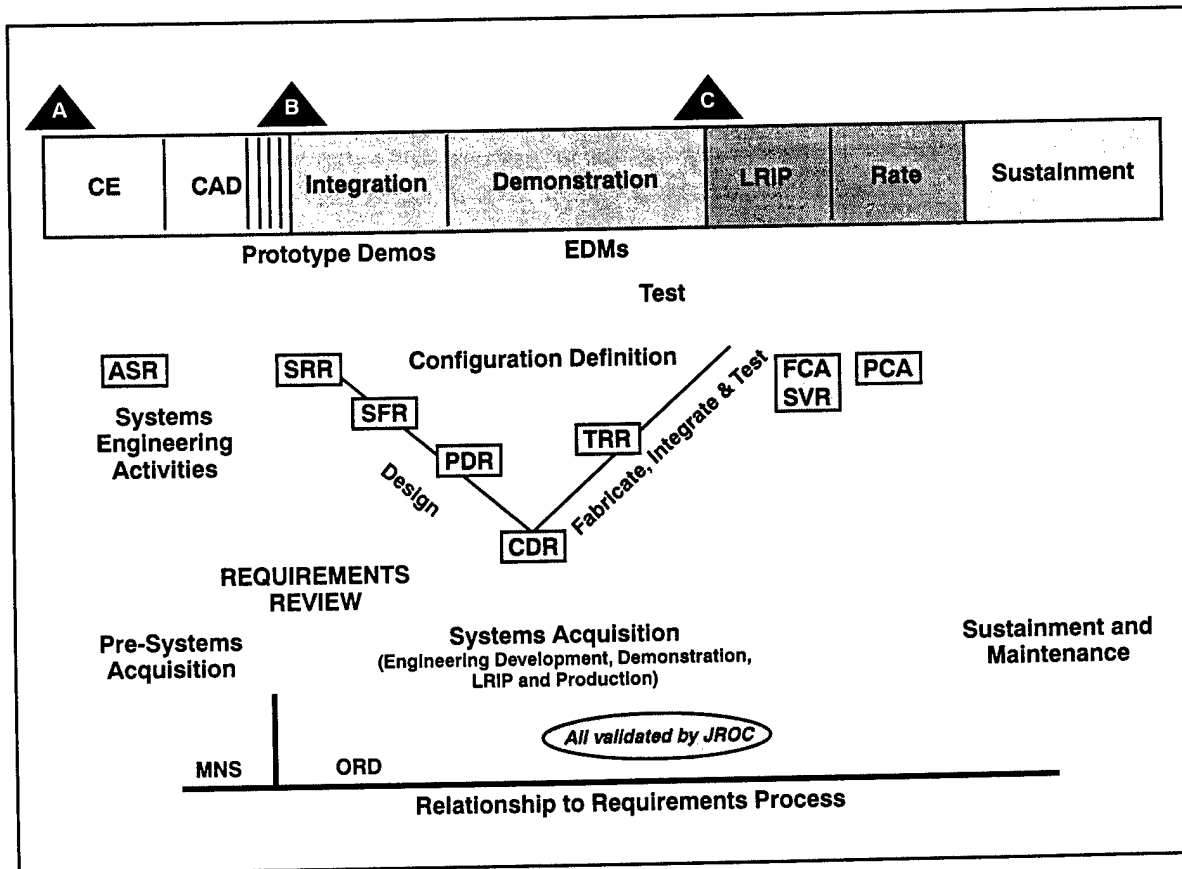 A
B
C
CE
CAD
Integration
Demonstration
LRIP
Rate
Sustainment
Prototype Demos
EDMs
Test
ASR
SRR
Configuration Definition
FCA
SVR
PCA
Systems
Engineering
Activities
SFR
PDR
TRR
Design
CDR
Fabricate, Integrate & Test
REQUIREMENTS
REVIEW
Pre-Systems
Acquisition
Systems Acquisition
(Engineering Development, Demonstration,
LRIP and Production)
Sustainment and
Maintenance
All validated by JROC
MNS
ORD
Relationship to Requirements Process